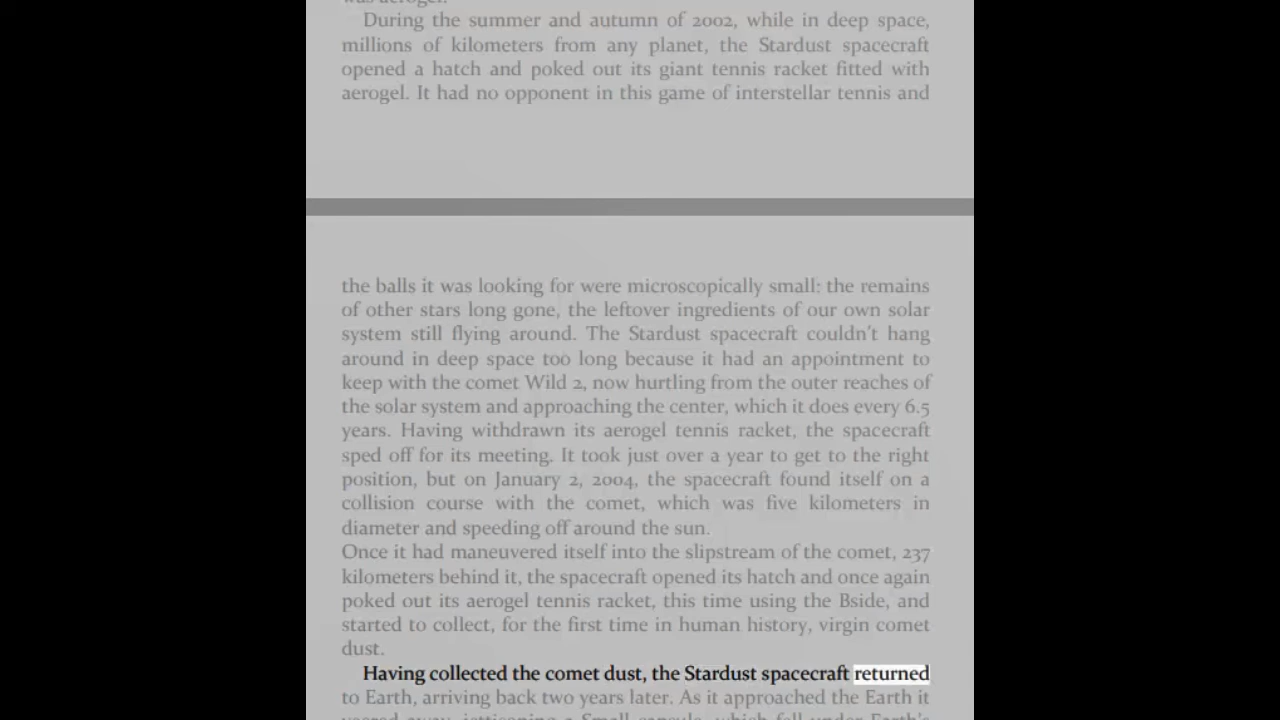 was aerogel.
During the summer and autumn of 2002, while in deep space,
millions of kilometers from any planet, the Stardust spacecraft
opened a hatch and poked out its giant tennis racket fitted with
aerogel. It had no opponent in this game of interstellar tennis and
the balls it was looking for were microscopically small: the remains
of other stars long gone, the leftover ingredients of our own solar
system still flying around. The Stardust spacecraft couldn't hang
around in deep space too long because it had an appointment to
keep with the comet Wild 2, now hurtling from the outer reaches of
the solar system and approaching the center, which it does every 6.5
years. Having withdrawn its aerogel tennis racket, the spacecraft
sped off for its meeting. It took just over a year to get to the right
position, but on January 2, 2004, the spacecraft found itself on a
collision course with the comet, which was five kilometers in
diameter and speeding off around the sun.
Once it had maneuvered itself into the slipstream of the comet, 237
kilometers behind it, the spacecraft opened its hatch and once again
poked out its aerogel tennis racket, this time using the Bside, and
started to collect, for the first time in human history, virgin comet
dust.
Having collected the comet dust, the Stardust spacecraft returned
to Earth, arriving back two years later. As it approached the Earth it
veered away, jettisoning a Small capsule, which fell under Earth's